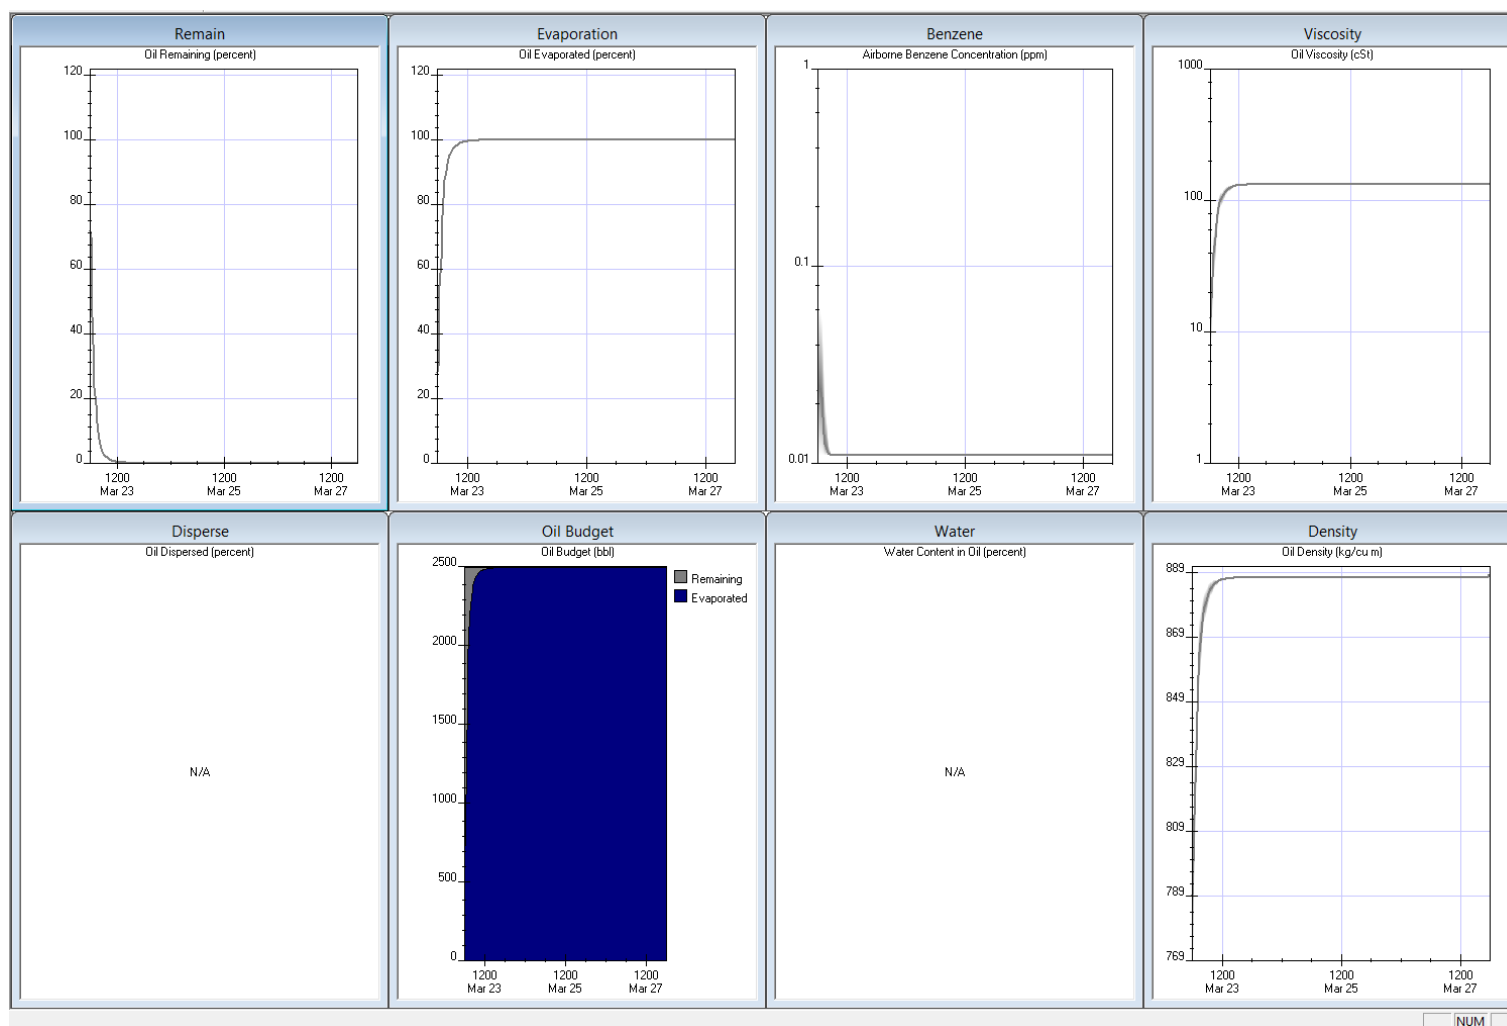 Remain
Oil Remaining (percent)
120
100
80
60
40
20
0
1200 1200 1200
Mar 23 Mar 25 Mar 27
Evaporation
Oil Evaporated (percent)
120
100
80
60
40
20
0
1200 1200 1200
Mar 23 Mar 25 Mar 27
Benzene
Airborne Benzene Concentration (ppm)
1
0.1
0.01
1200 1200 1200
Mar 23 Mar 25 Mar 27
Viscosity
Oil Viscosity (cSt)
1000
100
10
1
1200 1200 1200
Mar 23 Mar 25 Mar 27
Disperse
Oil Dispersed (percent)
N/A
Oil Budget
Oil Budget (bbl)
2500
2000
1500
1000
500
0
1200 1200 1200
Mar 23 Mar 25 Mar 27
Remaining
Evaporated
Water
Water Content in Oil (percent)
N/A
Density
Oil Density (kg/cu m)
889
869
849
829
809
789
769
1200 1200 1200
Mar 23 Mar 25 Mar 27
NUM